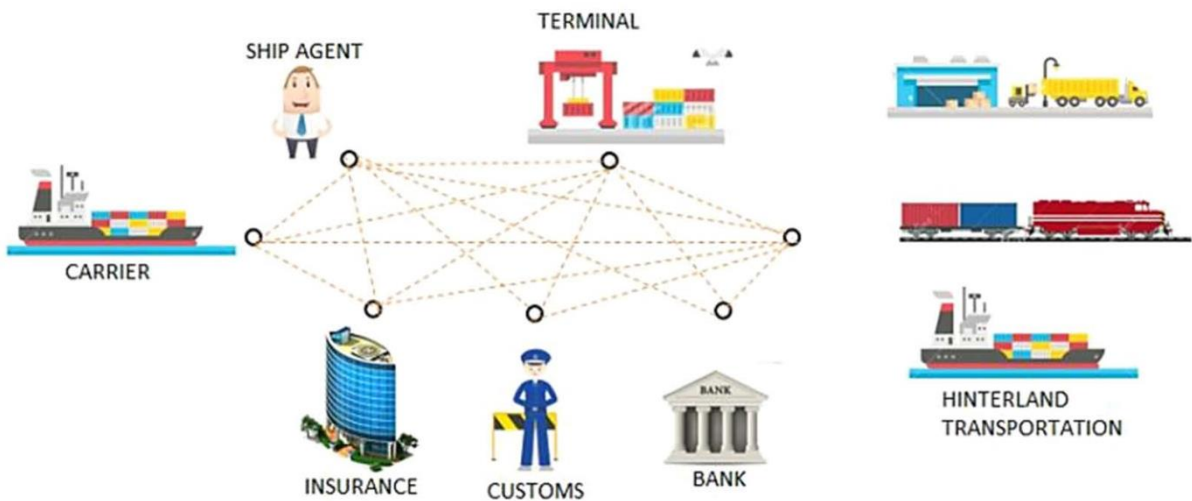 TERMINAL
SHIP AGENT
CARRIER
BANK
HINTERLAND
TRANSPORTATION
INSURANCE
CUSTOMS
BANK